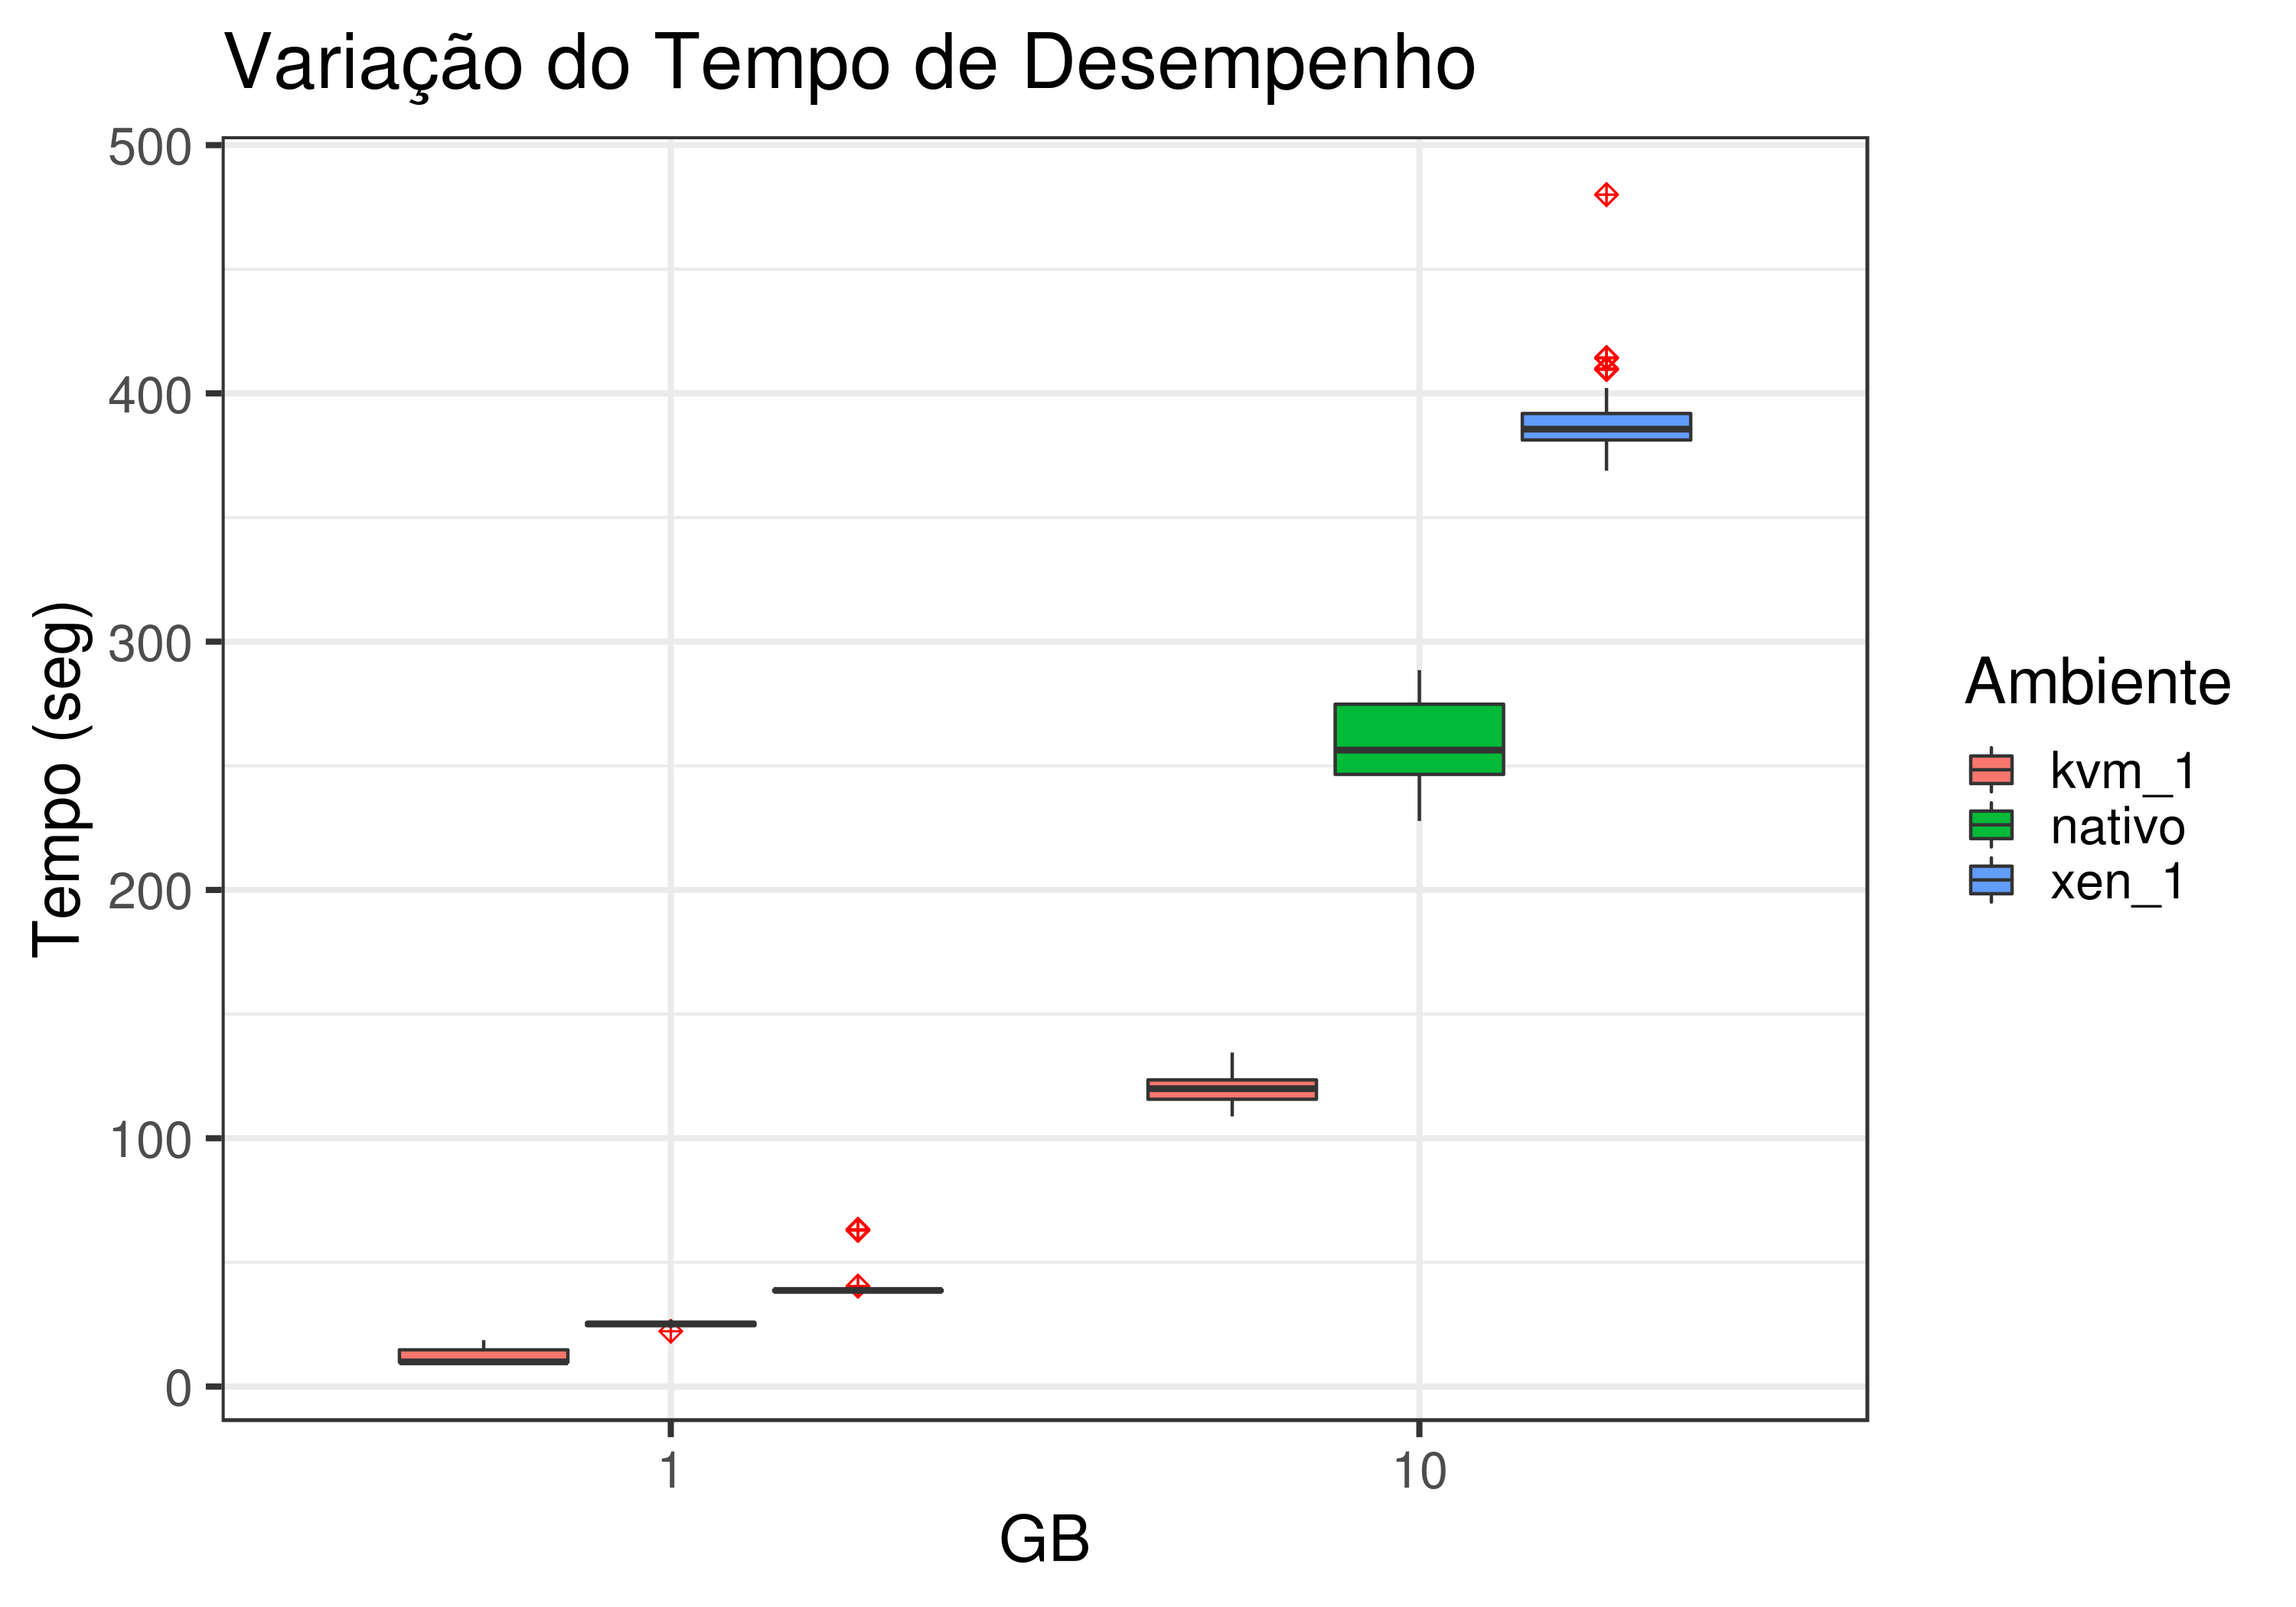 Variação do Tempo de Desempenho
500
400
300
200
100
0
Tempo (seg)
1
10
GB
Ambiente
kvm_1
nativo
xen_1